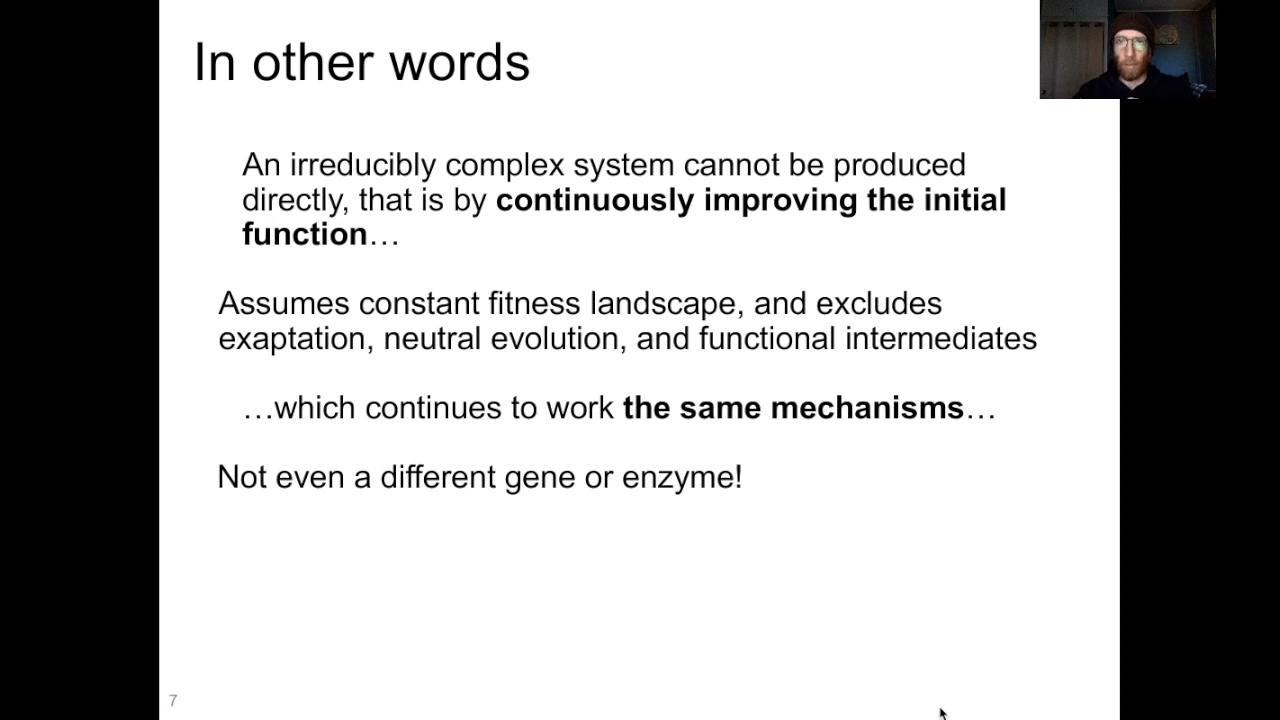 In other words
An irreducibly complex system cannot be produced
directly, that is by continuously improving the initial
function…
Assumes constant fitness landscape, and excludes
exaptation, neutral evolution, and functional intermediates
…which continues to work the same mechanisms…
Not even a different gene or enzyme!
7